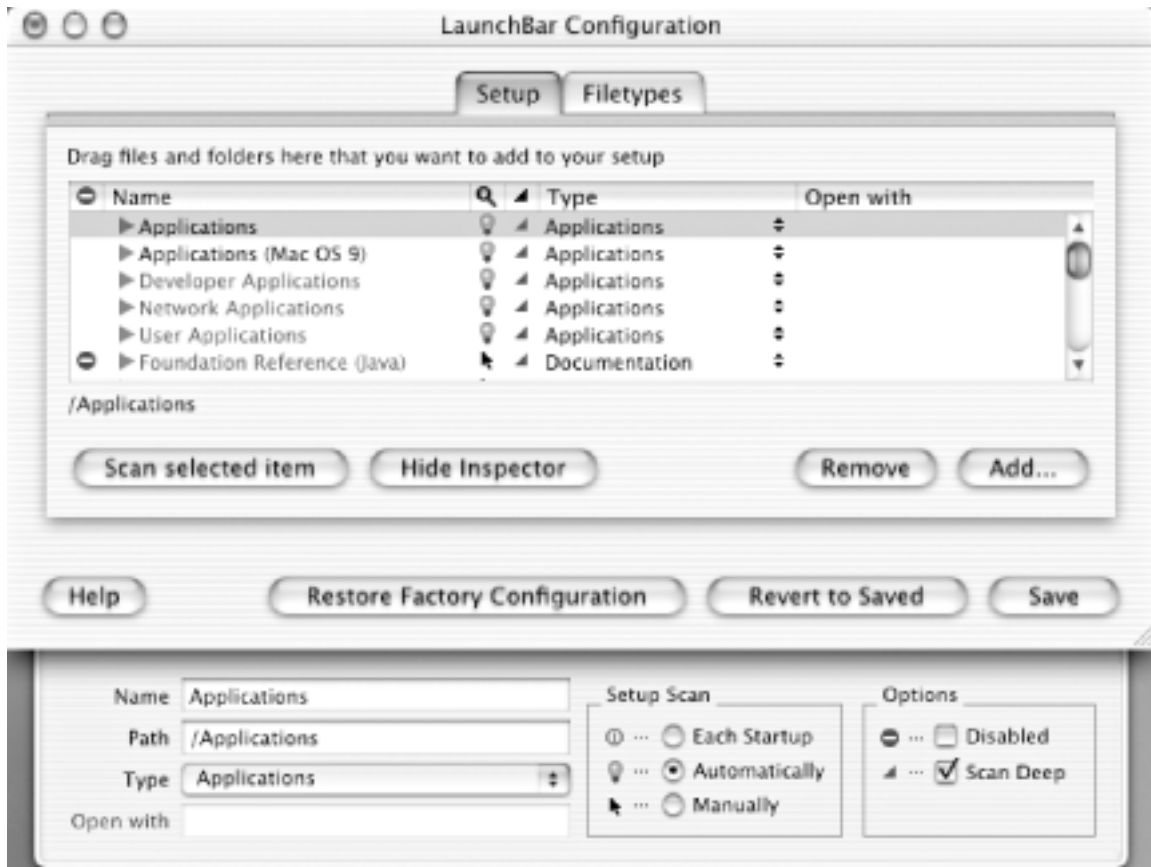 LaunchBar Configuration
Setup Filetypes
Drag files and folders here that you want to add to your setup
Name Type Open with
Applications Applications
Applications (Mac OS 9) Applications
Developer Applications Applications
Network Applications Applications
User Applications Applications
Foundation Reference (Java) Documentation
/Applications
Scan selected item Hide Inspector Remove Add...
Help Restore Factory Configuration Revert to Saved Save
Name Applications
Path /Applications
Type Applications
Open with
Setup Scan
Each Startup
Automatically
Manually
Options
Disabled
Scan Deep